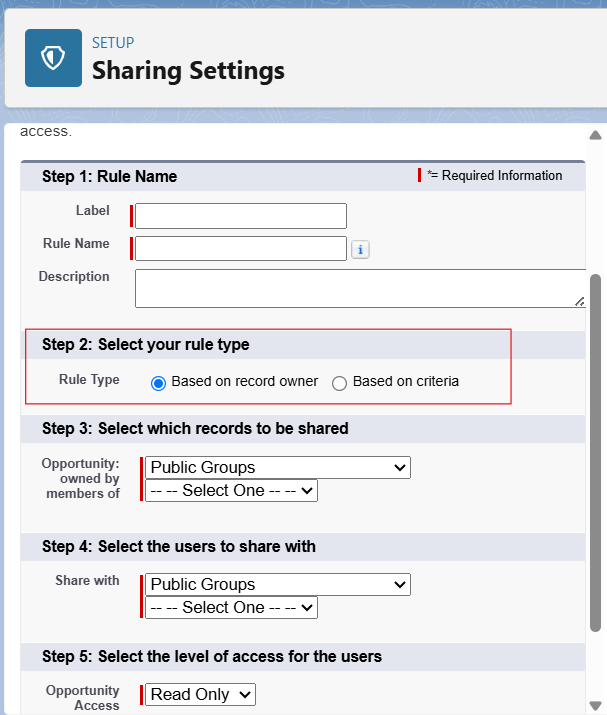 SETUP
Sharing Settings
access.
Step 1: Rule Name
*= Required Information
Label
Rule Name
i
Description
Step 2: Select your rule type
Rule Type
Based on record owner
Based on criteria
Step 3: Select which records to be shared
Opportunity:
owned by
members of
Public Groups
-- -- Select One -- --
Step 4: Select the users to share with
Share with
Public Groups
-- -- Select One -- --
Step 5: Select the level of access for the users
Opportunity
Access
Read Only